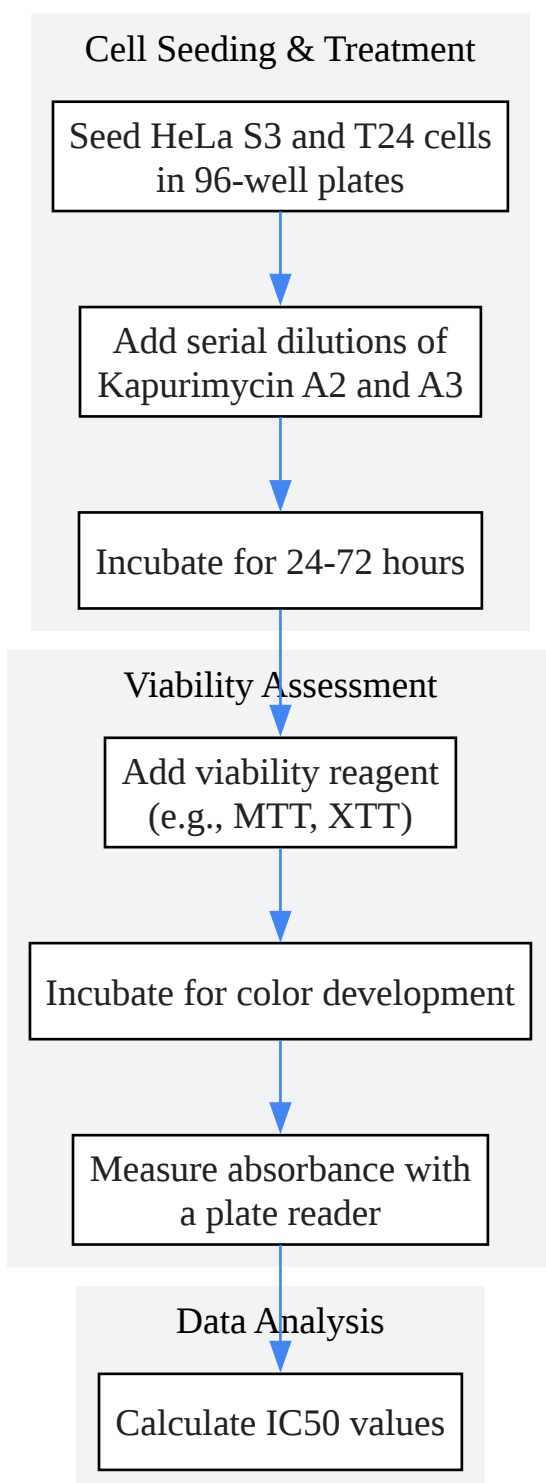 Cell Seeding & Treatment
Seed HeLa S3 and T24 cells
in 96-well plates
Add serial dilutions of
Kapurimycin A2 and A3
Incubate for 24-72 hours
Viability Assessment
Add viability reagent
(e.g., MTT, XTT)
Incubate for color development
Measure absorbance with
a plate reader
Data Analysis
Calculate IC50 values